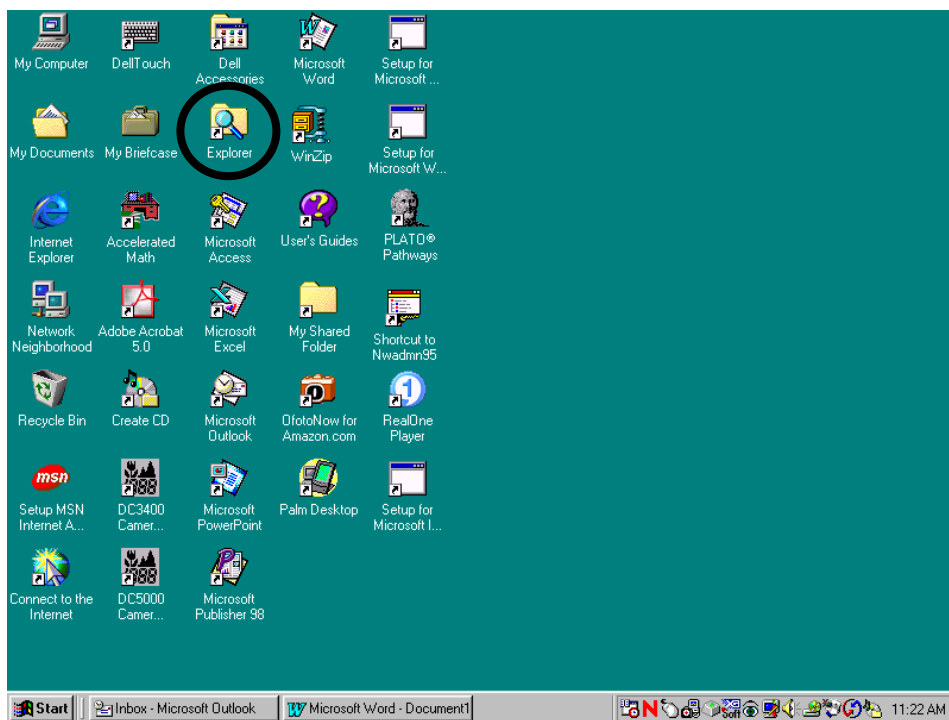 My Computer
DellTouch
Dell
Accessories
Microsoft
Word
Setup for
Microsoft ...
My Documents
My Briefcase
Explorer
WinZip
Setup for
Microsoft W...
Internet
Explorer
Accelerated
Math
Microsoft
Access
User's Guides
PLATO®
Pathways
Network
Neighborhood
Adobe Acrobat
5.0
Microsoft
Excel
My Shared
Folder
Shortcut to
Nwadmn95
Recycle Bin
Create CD
Microsoft
Outlook
OfotoNow for
Amazon.com
RealOne
Player
msn
Setup MSN
Internet A...
DC3400
Camer...
Microsoft
PowerPoint
Palm Desktop
Setup for
Microsoft I...
Connect to the
Internet
DC5000
Camer...
Microsoft
Publisher 98
Start
Inbox - Microsoft Outlook
Microsoft Word - Document1
11:22 AM